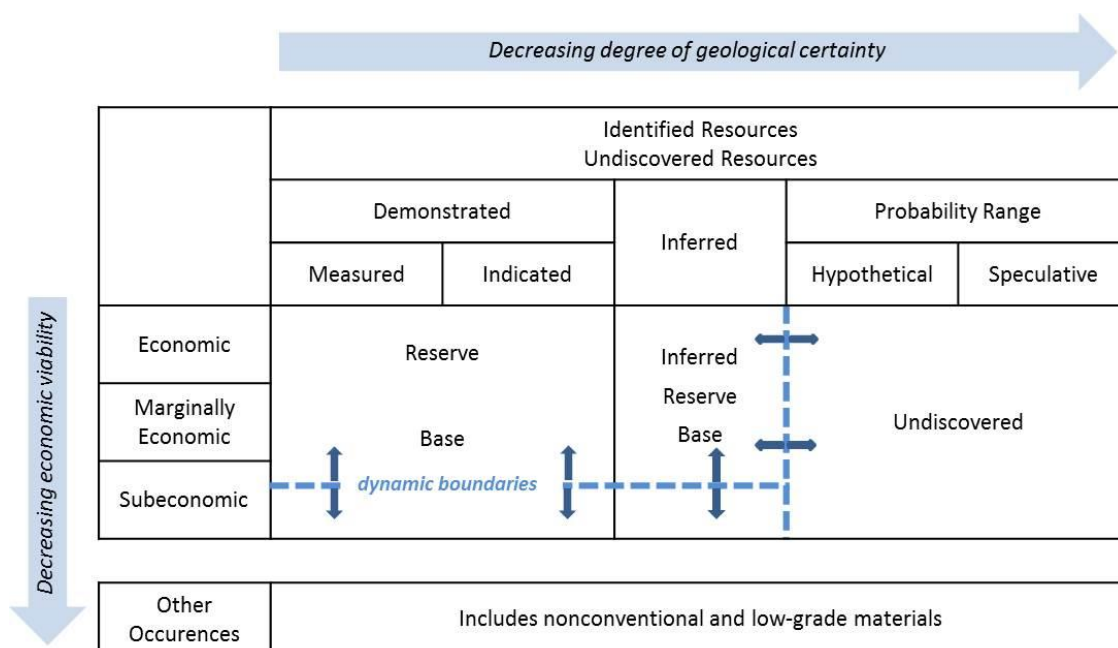 Decreasing degree of geological certainty
Identified Resources
Undiscovered Resources
Demonstrated
Inferred
Probability Range
Measured
Indicated
Hypothetical
Speculative
Decreasing economic viability
Economic
Marginally
Economic
Subeconomic
Reserve
Base
dynamic boundaries
Inferred
Reserve
Base
Undiscovered
Other
Occurences
Includes nonconventional and low-grade materials